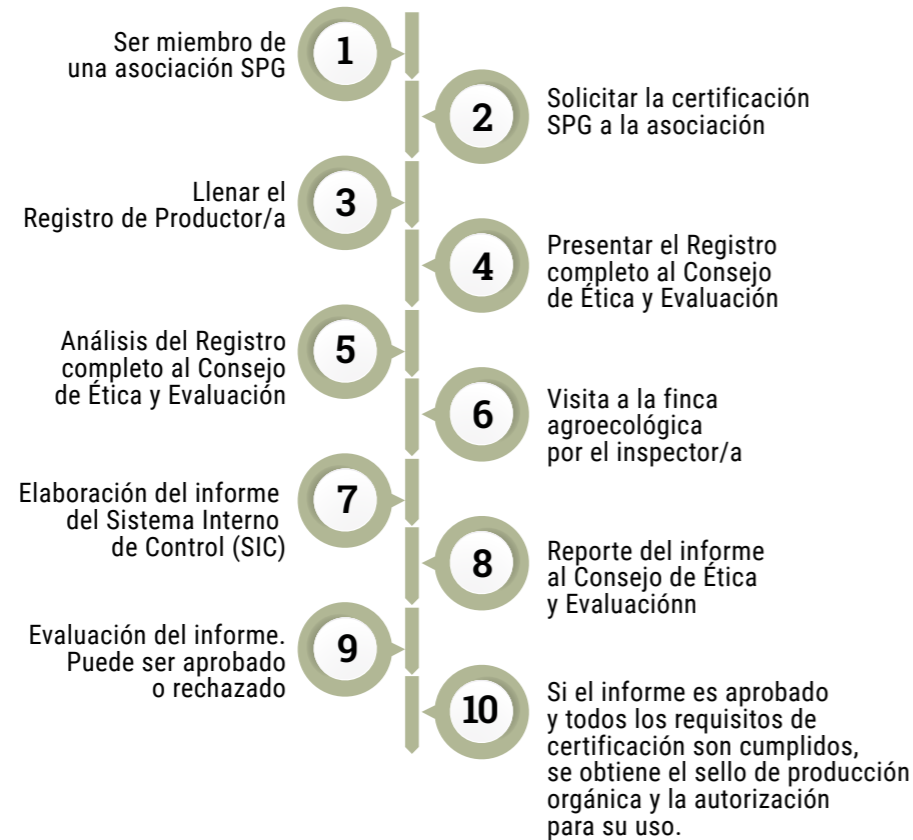 1
Ser miembro de
una asociación SPG
2
Solicitar la certificación
SPG a la asociación
3
Llenar el
Registro de Productor/a
4
Presentar el Registro
completo al Consejo
de Ética y Evaluación
5
Análisis del Registro
completo al Consejo
de Ética y Evaluación
6
Visita a la finca
agroecológica
por el inspector/a
7
Elaboración del informe
del Sistema Interno
de Control (SIC)
8
Reporte del informe
al Consejo de Ética
y Evaluaciónn
9
Evaluación del informe.
Puede ser aprobado
o rechazado
10
Si el informe es aprobado
y todos los requisitos de
certificación son cumplidos,
se obtiene el sello de producción
orgánica y la autorización
para su uso.